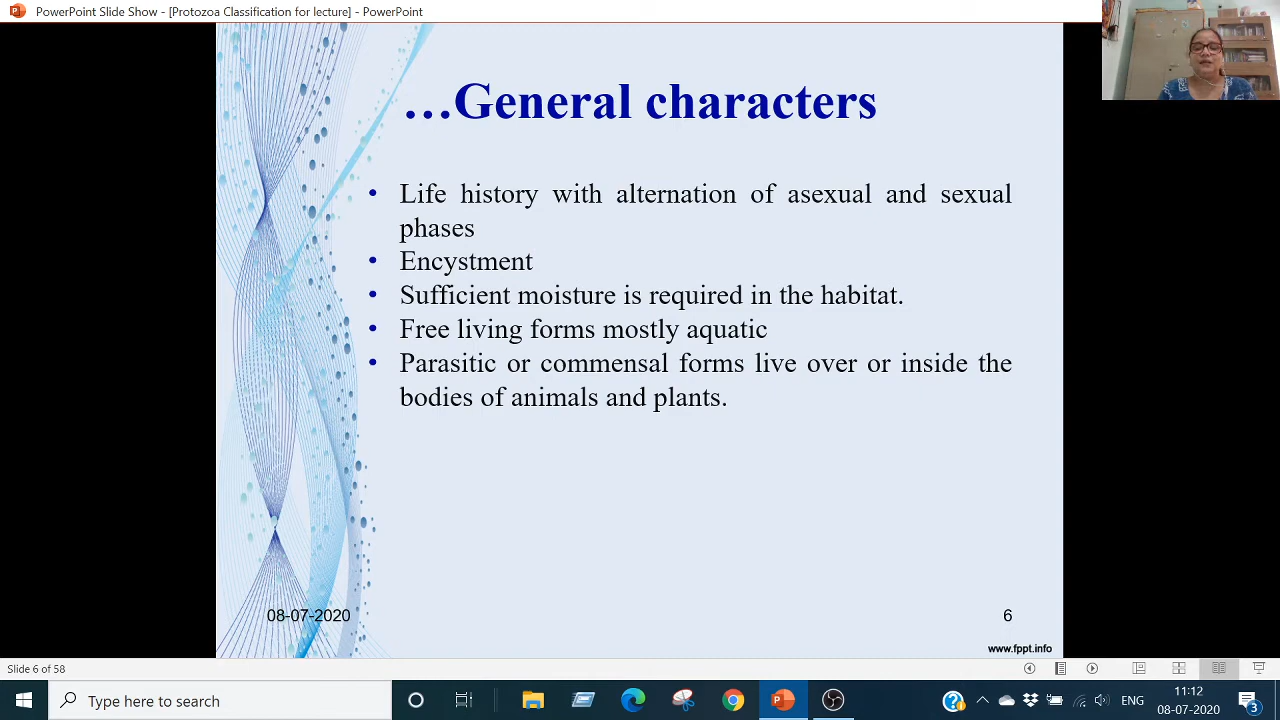 PowerPoint Slide Show - [Protozoa Classification for lecture] - PowerPoint
…General characters
• Life history with alternation of asexual and sexual
phases
• Encystment
• Sufficient moisture is required in the habitat.
• Free living forms mostly aquatic
• Parasitic or commensal forms live over or inside the
bodies of animals and plants.
08-07-2020
6
www.fppt.info
Slide 6 of 58
Type here to search
ENG
11:12
08-07-2020
3